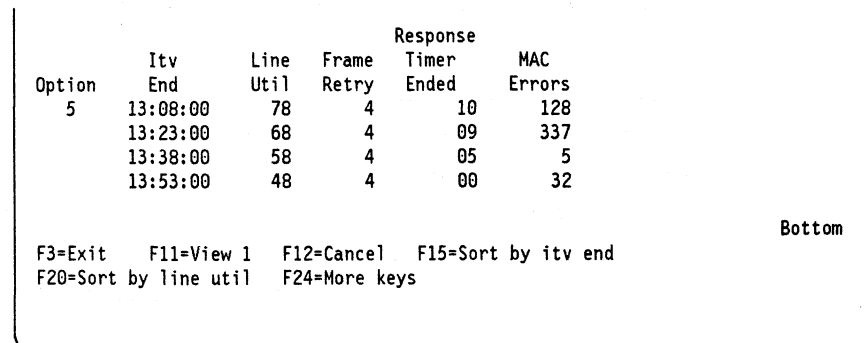 Response
Itv Line Frame Timer MAC
Option End Util Retry Ended Errors
5 13:08:00 78 4 10 128
13:23:00 68 4 09 337
13:38:00 58 4 05 5
13:53:00 48 4 00 32
Bottom
F3=Exit F11=View 1 F12=Cancel F15=Sort by itv end
F20=Sort by line util F24=More keys